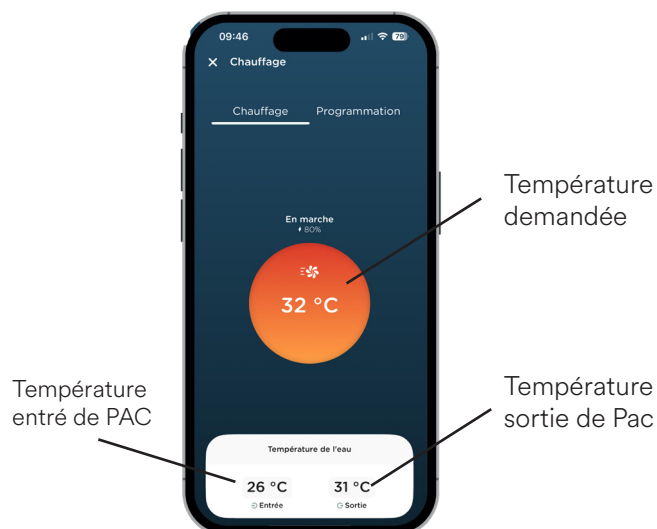 09:46
79
Chauffage
Chauffage Programmation
Température
demandée
En marche
80%
32 °C
Température
entré de PAC
Température
sortie de Pac
Température de l'eau
26 °C 31 °C
Entrée Sortie